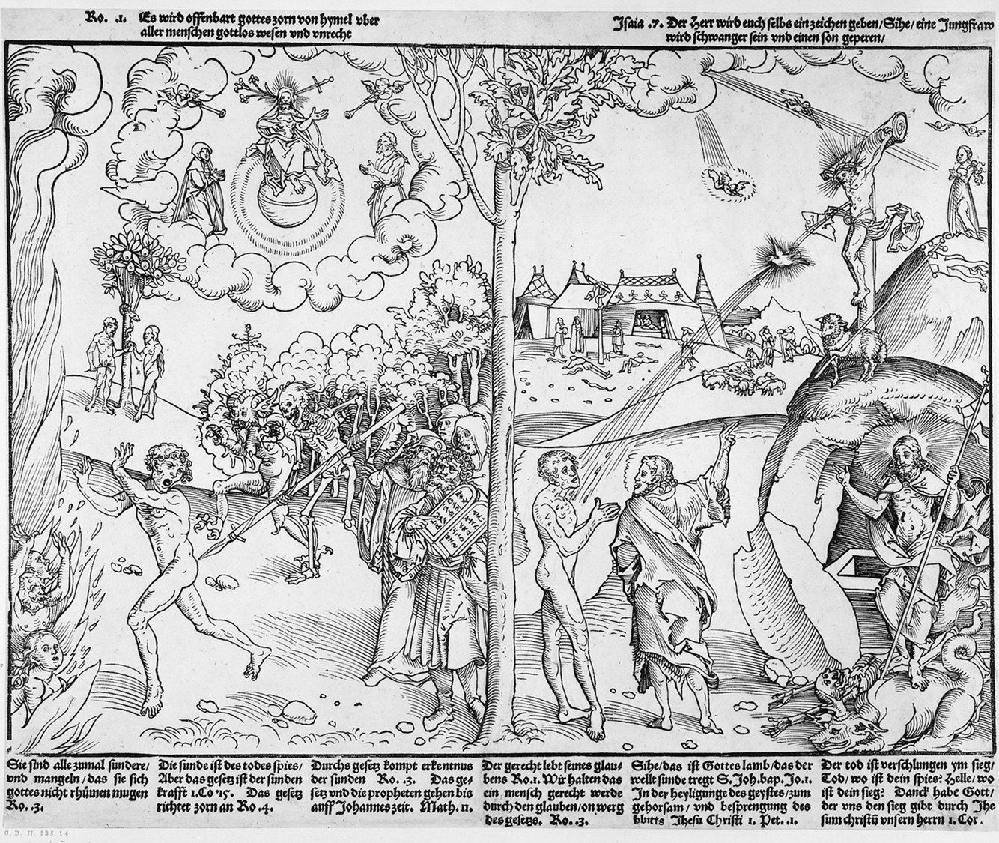 Ro. .1. Es wird offenbart gottes zorn von hymel vber
aller menschen gottlos wesen vnd vnrecht
Isaia .7. Der Herr wird euch selbs ein zeichen geben/Sihe/eine Jungfraw
wird schwanger sein vnd einen son geperen/
Sie sind alle zumal sundere/
vnd mangeln/das sie sich
gottes nicht rhümen mugen
Ro. .3.
Die sunde ist des todes spies/
Aber das gesetz ist der sunden
krafft 1.Co 15. Das gesetz
richtet zorn an Ro .4.
Durchs gesetz kompt erkentnus
der sunden Ro. .3. Das ge-
setz vnd die propheten gehen bis
auff Johannes zeit. Math. 11.
Der gerecht lebt seines glau-
bens Ro.1. Wir halten das
ein mensch gerecht werde
durch den glauben/on werg
des gesetzs. Ro. .3.
Sihe/das ist Gottes lamb/das der
wellt sunde tregt S.Joh.bap.Jo.1.
In der heyligunge des geystes/zum
gehorsam/ vnd besprengung des
bluts Jhesu Christi 1. Pet. .1.
Der tod ist verschlungen ym sieg/
Tod/wo ist dein spies? Helle/wo
ist dein sieg? Danck habe Gott/
der vns den sieg gibt durch Jhe
sum christü vnsern herrn 1. Cor.
G. D. II. 335 14